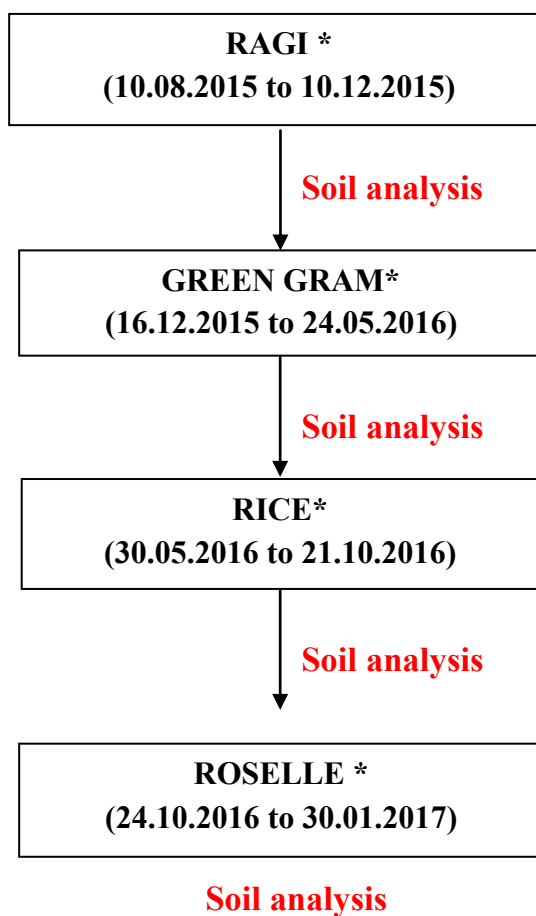 RAGI *
(10.08.2015 to 10.12.2015)
Soil analysis
GREEN GRAM*
(16.12.2015 to 24.05.2016)
Soil analysis
RICE*
(30.05.2016 to 21.10.2016)
Soil analysis
ROSELLE *
(24.10.2016 to 30.01.2017)
Soil analysis